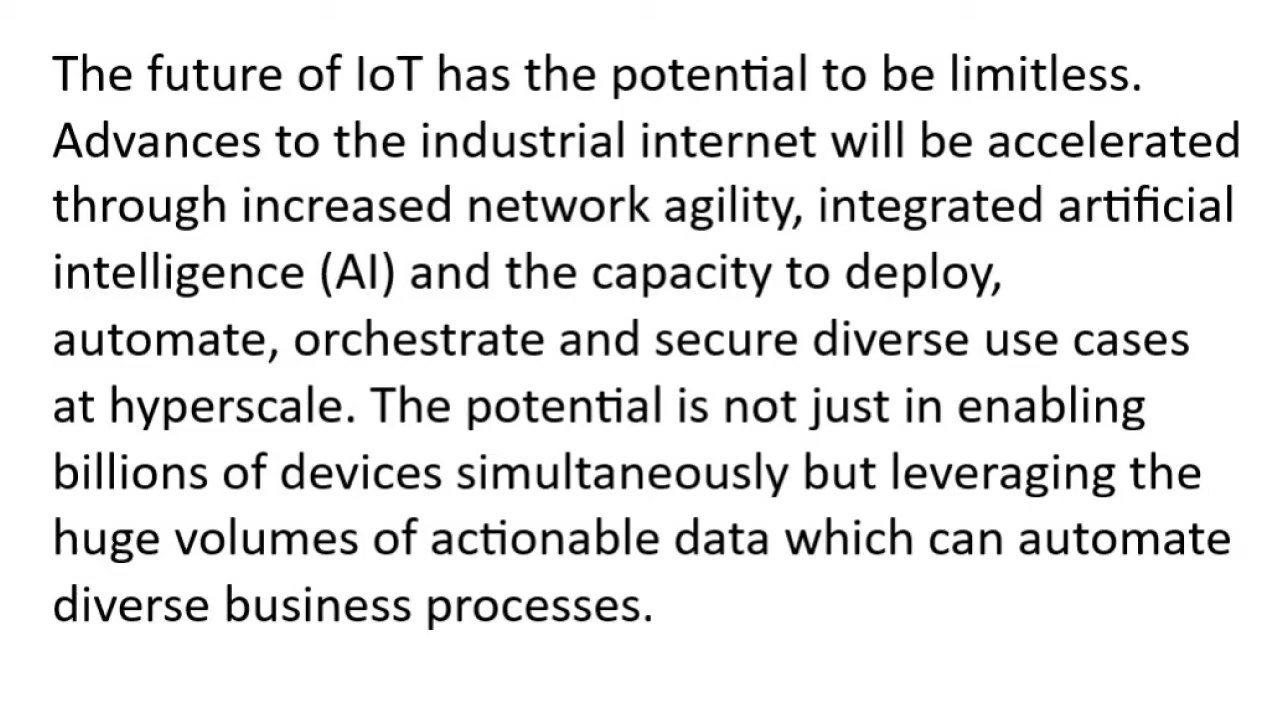 The future of IoT has the potential to be limitless.
Advances to the industrial internet will be accelerated
through increased network agility, integrated artificial
intelligence (AI) and the capacity to deploy,
automate, orchestrate and secure diverse use cases
at hyperscale. The potential is not just in enabling
billions of devices simultaneously but leveraging the
huge volumes of actionable data which can automate
diverse business processes.